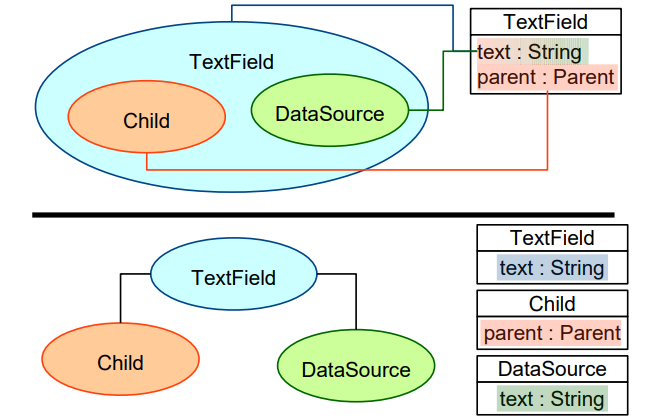 TextField
TextField
text : String
parent : Parent
Child
DataSource
TextField
text : String
TextField
Child
parent : Parent
Child
DataSource
DataSource
text : String